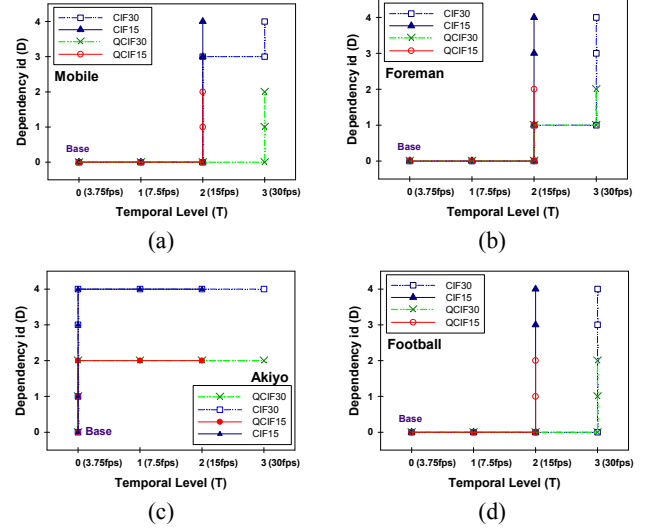 CIF30
CIF15
QCIF30
QCIF15
Mobile
Base
Dependency id (D)
4
3
2
1
0
0 (3.75fps) 1 (7.5fps) 2 (15fps) 3 (30fps)
Temporal Level (T)
(a)
CIF30
CIF15
QCIF30
QCIF15
Foreman
Base
Dependency id (D)
4
3
2
1
0
0 (3.75fps) 1 (7.5fps) 2 (15fps) 3 (30fps)
Temporal Level (T)
(b)
Dependency id (D)
4
3
2
1
0
Akiyo
QCIF30
CIF30
QCIF15
CIF15
Base
0 (3.75fps) 1 (7.5fps) 2 (15fps) 3 (30fps)
Temporal Level (T)
(c)
CIF30
CIF15
QCIF30
QCIF15
Football
Base
Dependency id (D)
4
3
2
1
0
0 (3.75fps) 1 (7.5fps) 2 (15fps) 3 (30fps)
Temporal Level (T)
(d)